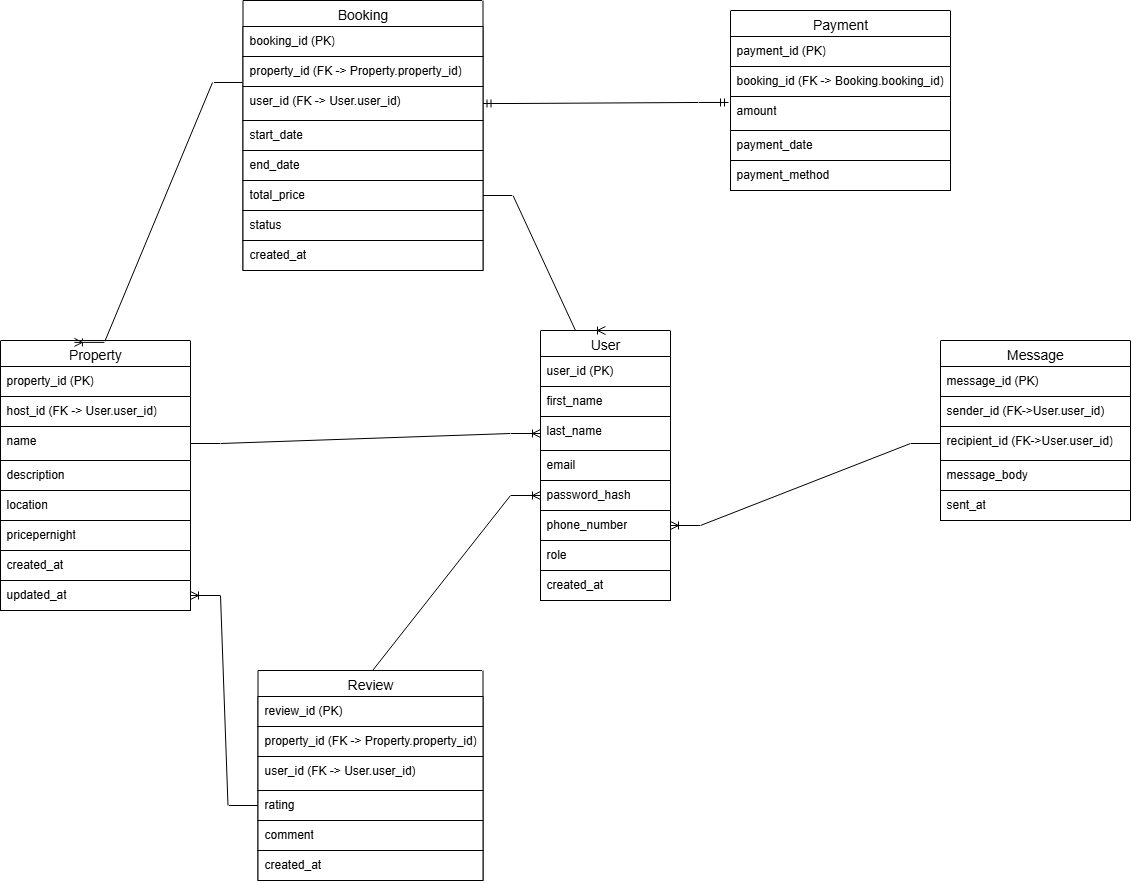 Booking
booking_id (PK)
property_id (FK -> Property.property_id)
user_id (FK -> User.user_id)
start_date
end_date
total_price
status
created_at
Payment
payment_id (PK)
booking_id (FK -> Booking.booking_id)
amount
payment_date
payment_method
Property
property_id (PK)
host_id (FK -> User.user_id)
name
description
location
pricepernight
created_at
updated_at
User
user_id (PK)
first_name
last_name
email
password_hash
phone_number
role
created_at
Message
message_id (PK)
sender_id (FK->User.user_id)
recipient_id (FK->User.user_id)
message_body
sent_at
Review
review_id (PK)
property_id (FK -> Property.property_id)
user_id (FK -> User.user_id)
rating
comment
created_at